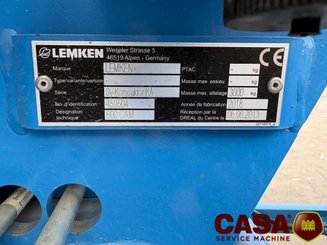 LEMKEN
Weseler Strasse 5
46519 Alpen - Germany
Marque LEMKEN PTAC - kg
Type/variante/version - Masse max. essieu - kg
Série Sy-KompaktorKA Masse max. attelage 3000 kg
No. d'identification Année de fabrication 2018
Désignation technique Réception par le DREAL du Centre le
CASA
SERVICE MACHINE